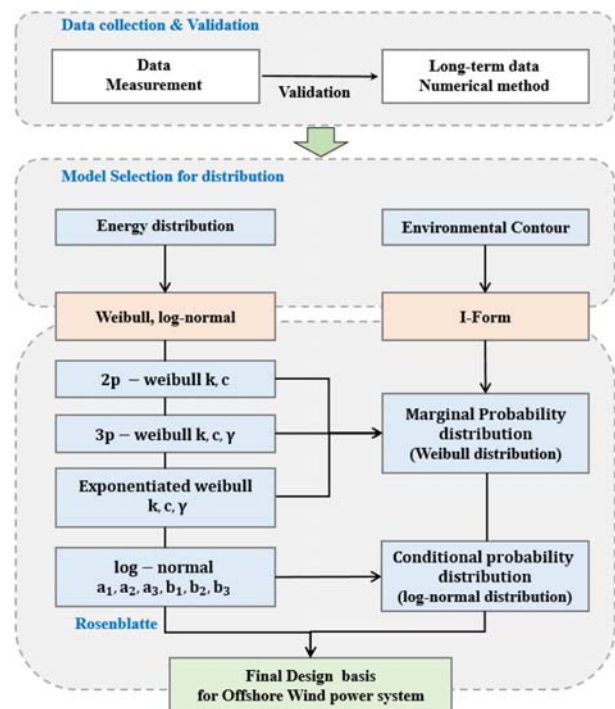 Data collection & Validation
Data
Measurement
Validation
Long-term data
Numerical method
Model Selection for distribution
Energy distribution
Environmental Contour
Weibull, log-normal
I-Form
2p – weibull k, c
3p – weibull k, c, γ
Exponentiated weibull
k, c, γ
Marginal Probability
distribution
(Weibull distribution)
log – normal
a₁, a₂, a₃, b₁, b₂, b₃
Conditional probability
distribution
(log-normal distribution)
Rosenblatte
Final Design basis
for Offshore Wind power system